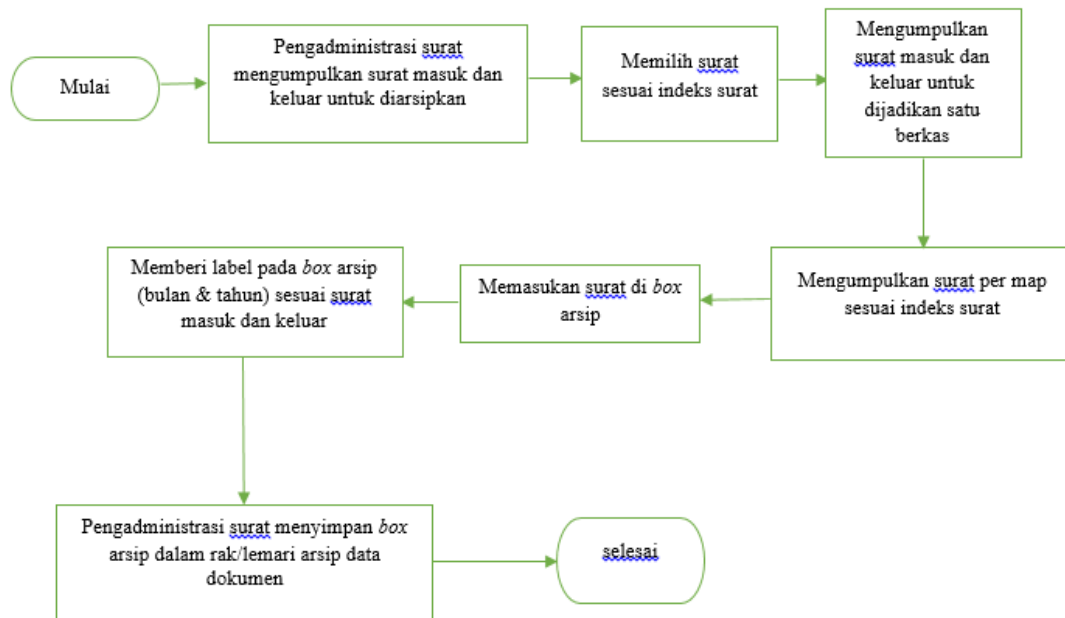 Mulai
Pengadministrasi surat
mengumpulkan surat masuk dan
keluar untuk diarsipkan
Memilih surat
sesuai indeks surat
Mengumpulkan
surat masuk dan
keluar untuk
dijadikan satu
berkas
Mengumpulkan surat per map
sesuai indeks surat
Memasukan surat di box
arsip
Memberi label pada box arsip
(bulan & tahun) sesuai surat
masuk dan keluar
Pengadministrasi surat menyimpan box
arsip dalam rak/lemari arsip data
dokumen
selesai